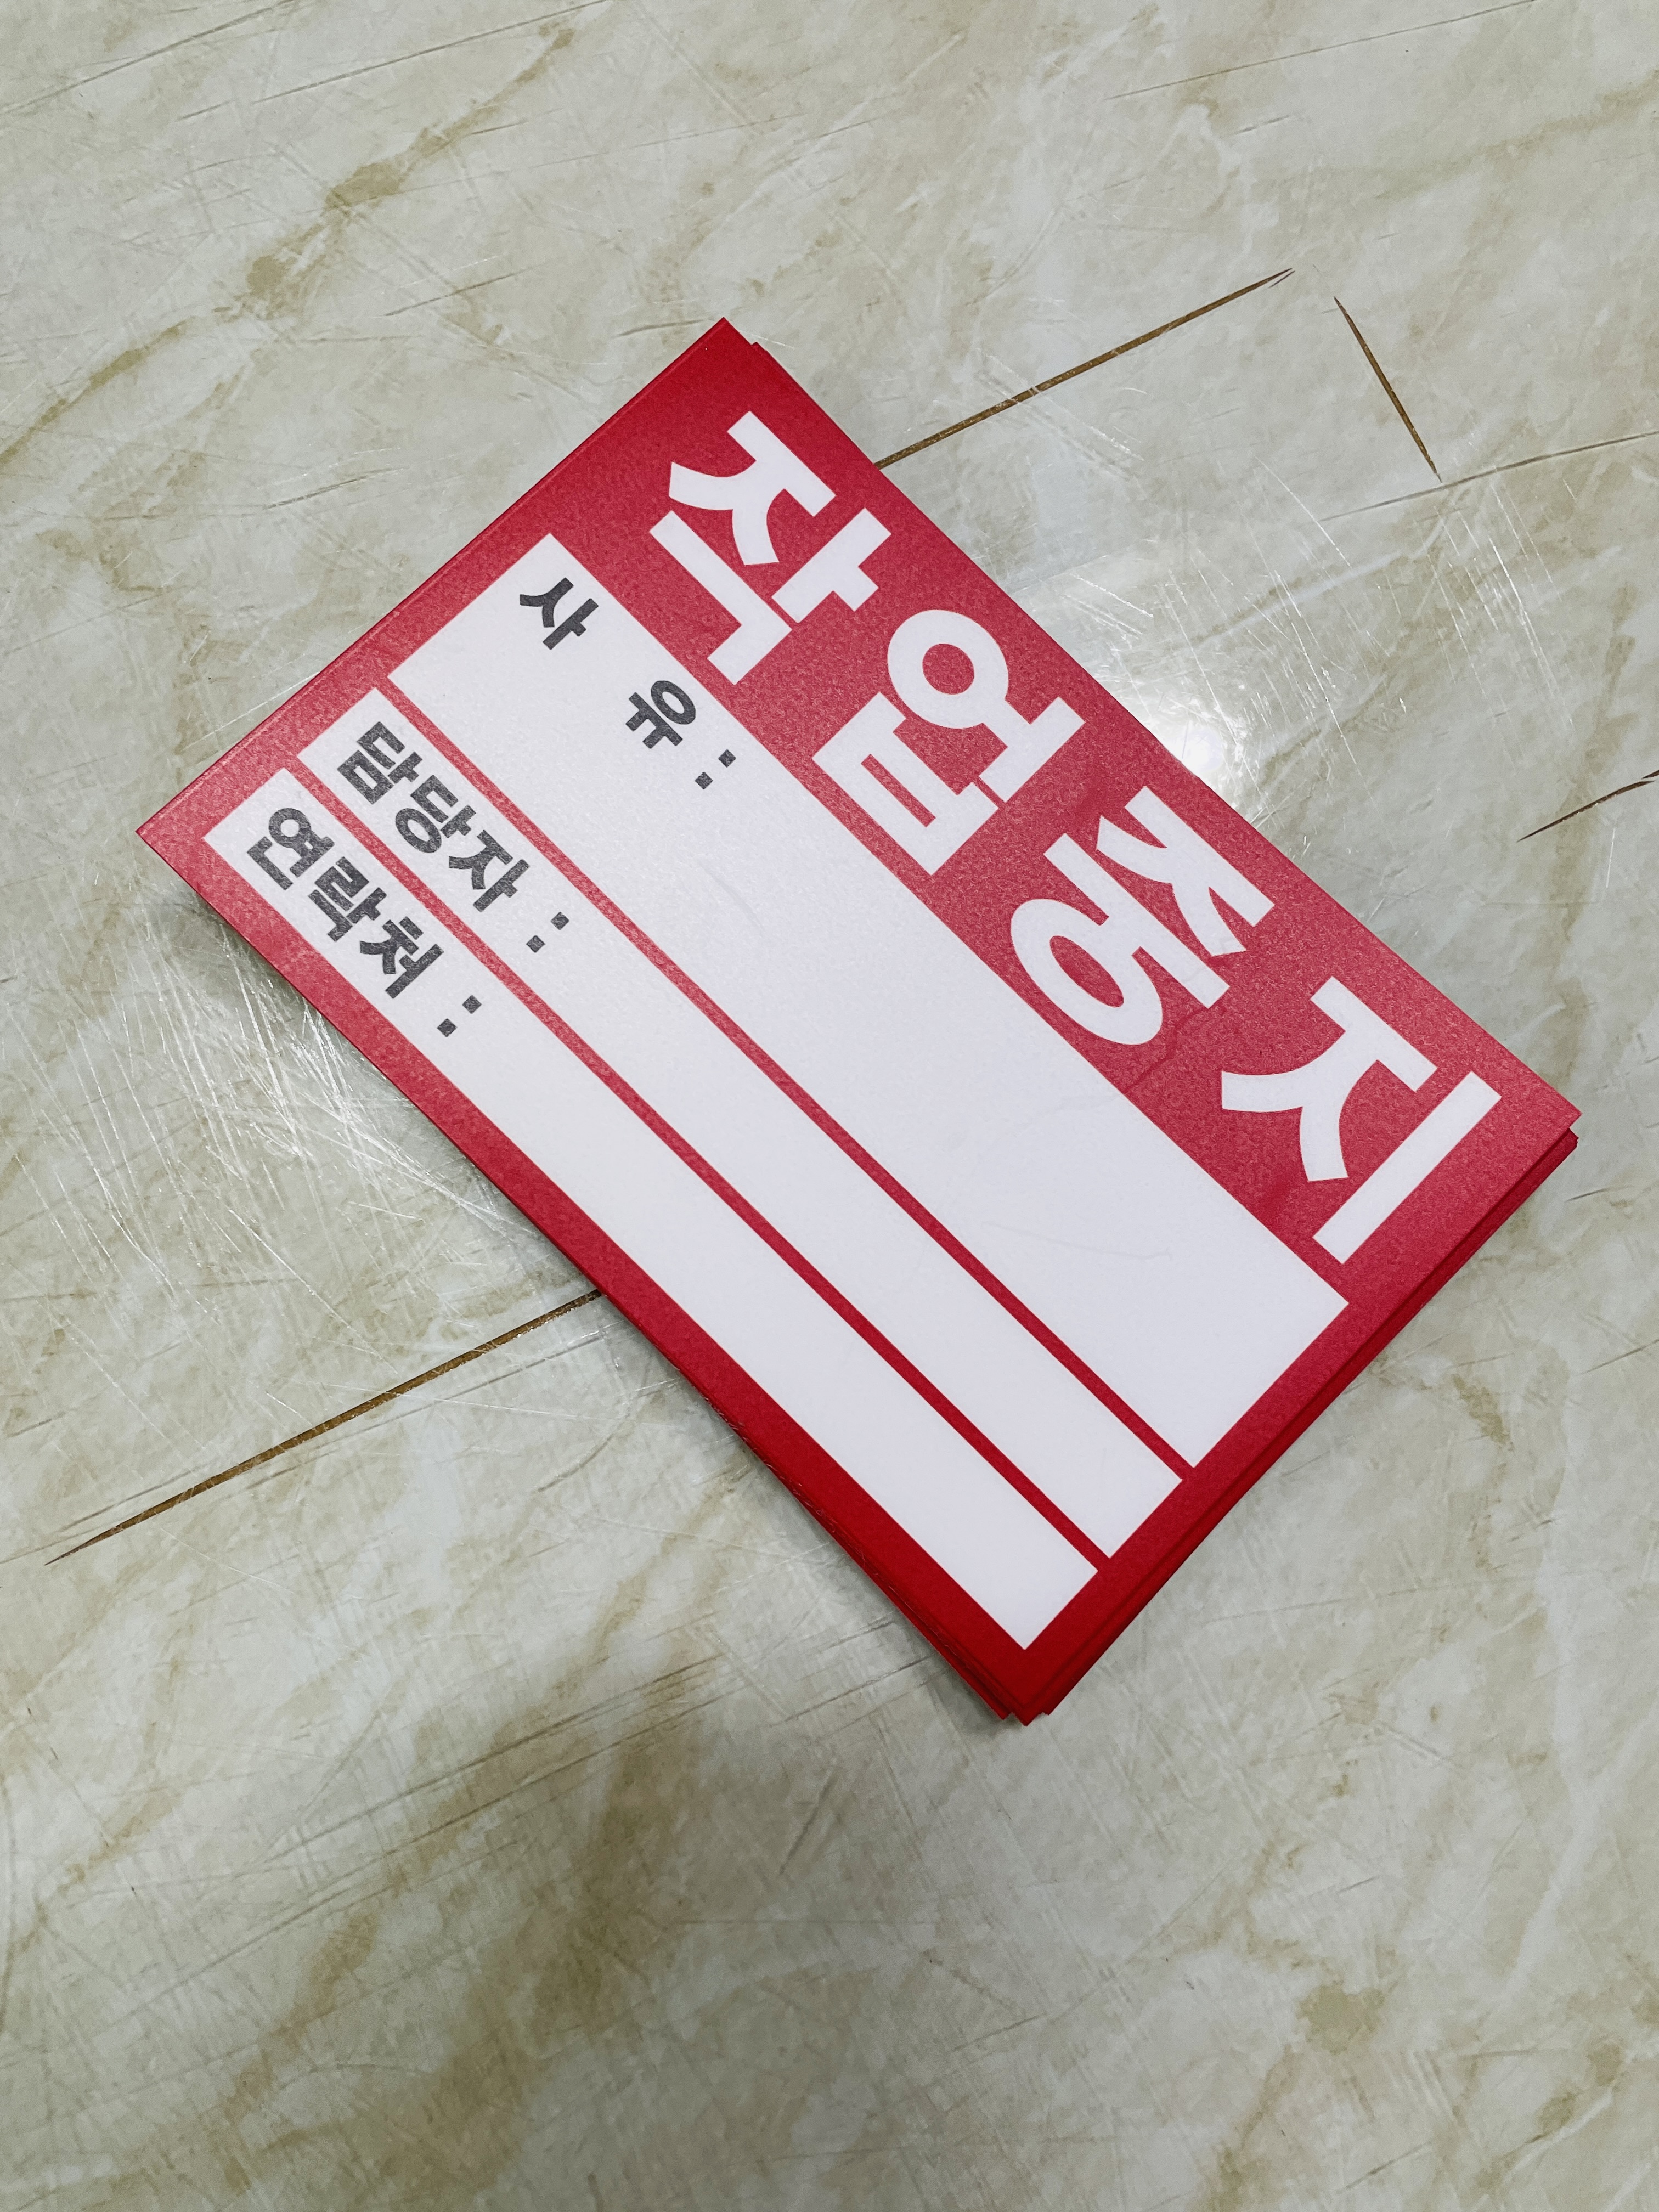 작업중지
사 유 :
담당자 :
연락처 :